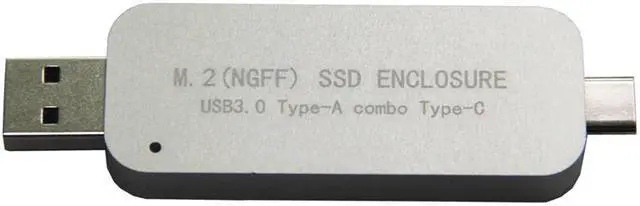 M.2(NGFF) SSD ENCLOSURE
USB3.0 Type-A combo Type-C